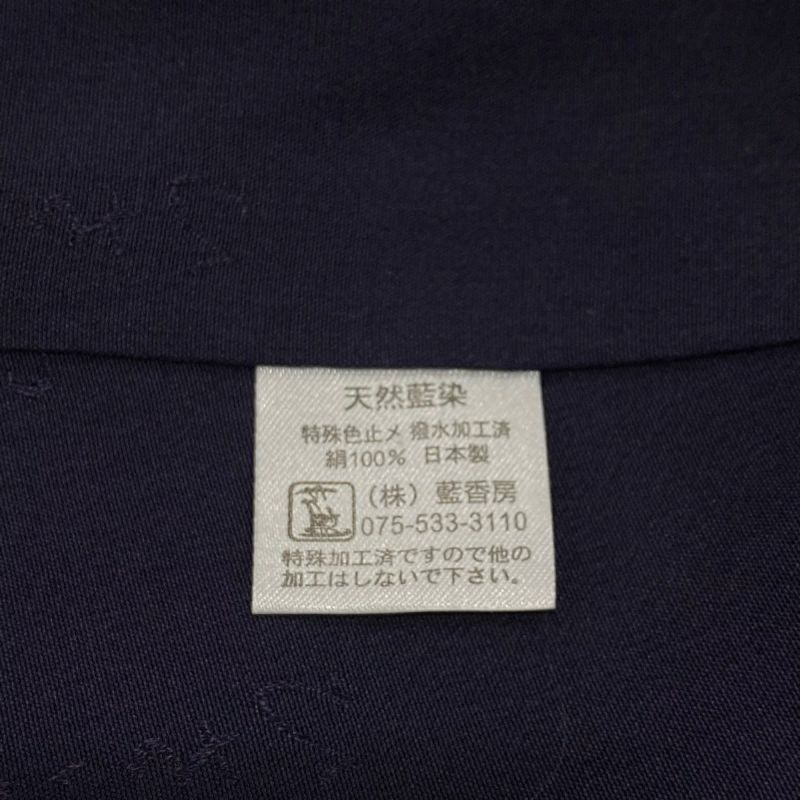 天然藍染
特殊色止メ 撥水加工済
絹100% 日本製
(株)藍香房
075-533-3110
特殊加工済ですので他の
加工はしないで下さい。